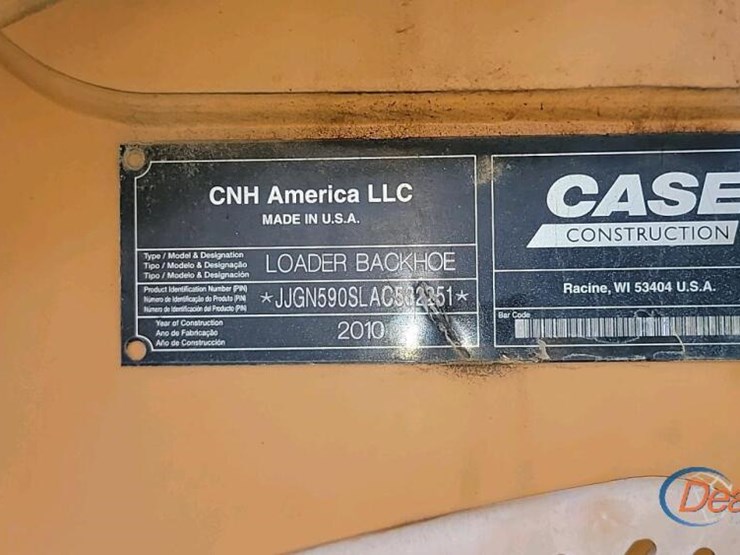 CNH America LLC
MADE IN U.S.A.
Type / Model & Designation
Tipo / Modelo & Designação
Tipo / Modelo & Designación
LOADER BACKHOE
Product Identification Number (PIN)
Número de Identificação do Produto (PIN)
Número de Identificación del Producto (PIN)
Year of Construction
Ano de Fabricação
Año de Construcción
2010
CASE
CONSTRUCTION
Racine, WI 53404 U.S.A.
Bar Code